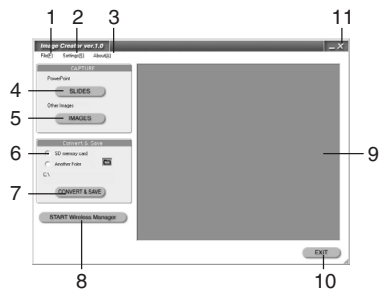 1 2 3 11
Image Creator ver.1.0
File(F) Settings(S) About(A)
CAPTURE
PowerPoint
4 SLIDES
Other Images
5 IMAGES
Convert & Save
6 SD memory card 9
Another Folder
C:\
7 CONVERT & SAVE
START Wireless Manager
EXIT
8 10